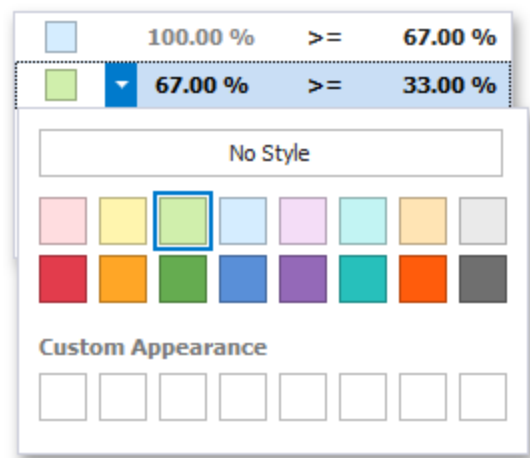 100.00 % >= 67.00 %
67.00 % >= 33.00 %
No Style
Custom Appearance